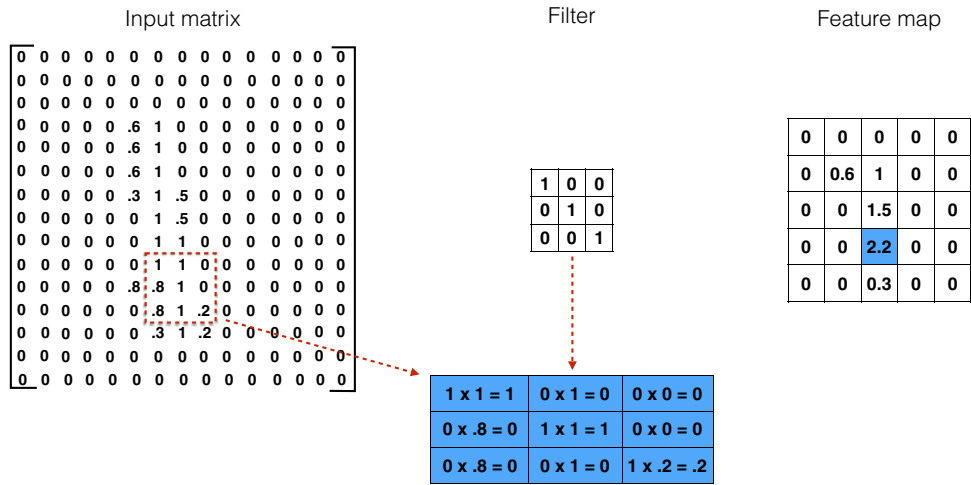 Input matrix
0 0 0 0 0 0 0 0 0 0 0 0 0 0 0
0 0 0 0 0 0 0 0 0 0 0 0 0 0 0
0 0 0 0 0 0 0 0 0 0 0 0 0 0 0
0 0 0 0 0 .6 1 0 0 0 0 0 0 0 0
0 0 0 0 0 .6 1 0 0 0 0 0 0 0 0
0 0 0 0 0 .6 1 0 0 0 0 0 0 0 0
0 0 0 0 0 .3 1 .5 0 0 0 0 0 0 0
0 0 0 0 0 0 1 .5 0 0 0 0 0 0 0
0 0 0 0 0 0 1 1 0 0 0 0 0 0 0
0 0 0 0 0 0 1 1 0 0 0 0 0 0 0
0 0 0 0 0 .8 .8 1 0 0 0 0 0 0 0
0 0 0 0 0 0 .8 1 .2 0 0 0 0 0 0
0 0 0 0 0 0 .3 1 .2 0 0 0 0 0 0
0 0 0 0 0 0 0 0 0 0 0 0 0 0 0
0 0 0 0 0 0 0 0 0 0 0 0 0 0 0
Filter
1 0 0
0 1 0
0 0 1
Feature map
0 0 0 0 0
0 0.6 1 0 0
0 0 1.5 0 0
0 0 2.2 0 0
0 0 0.3 0 0
1 x 1 = 1 0 x 1 = 0 0 x 0 = 0
0 x .8 = 0 1 x 1 = 1 0 x 0 = 0
0 x .8 = 0 0 x 1 = 0 1 x .2 = .2